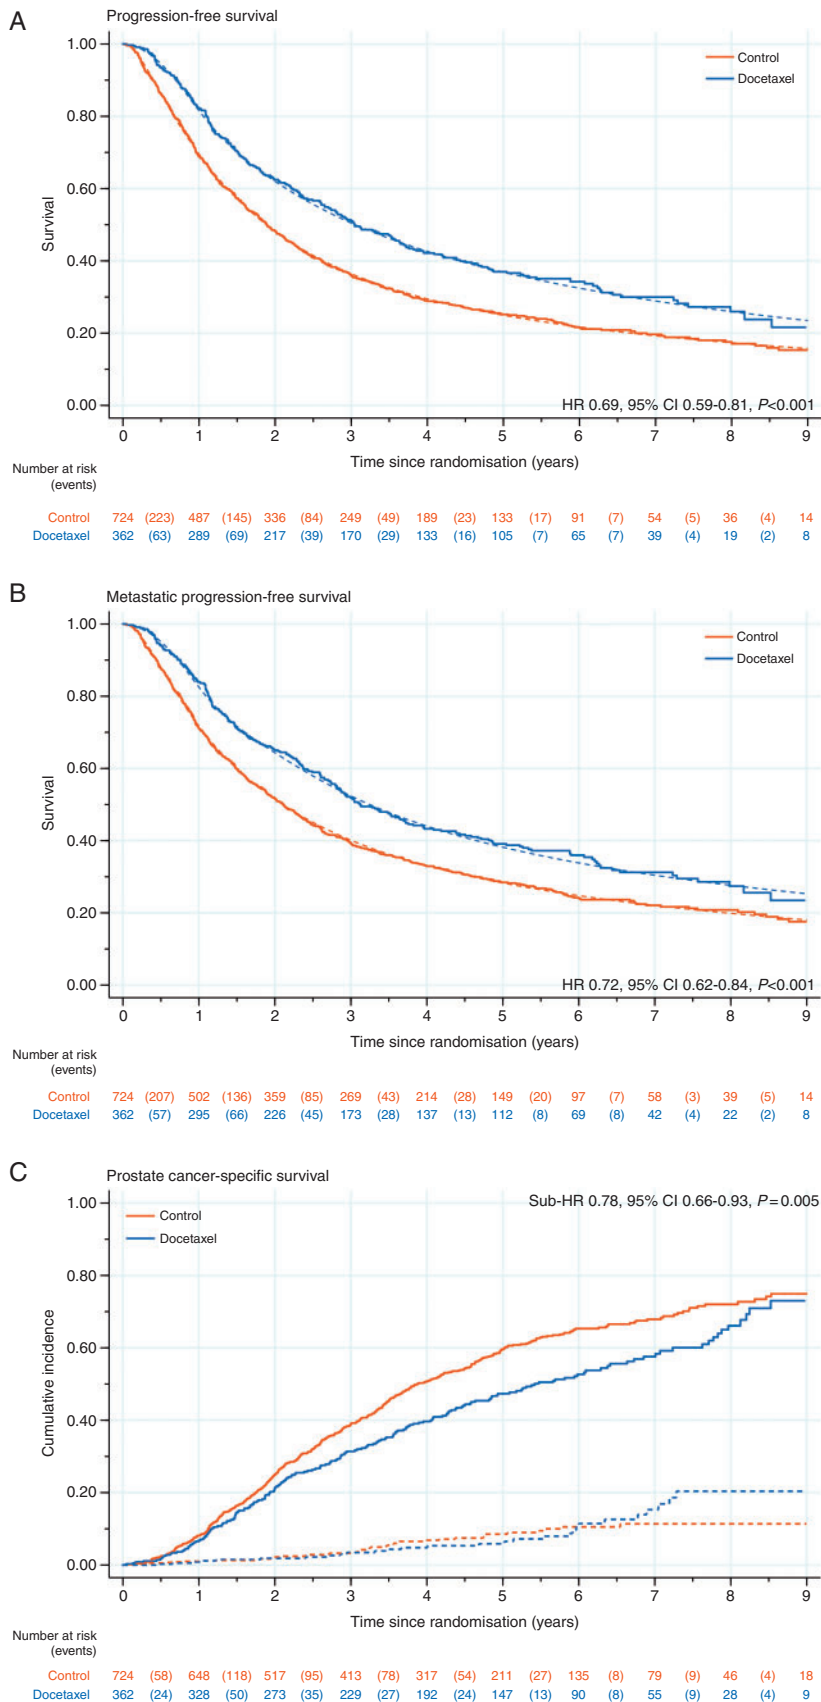 A
Progression-free survival
1.00
0.80
0.60
0.40
0.20
0.00
Survival
Control
Docetaxel
HR 0.69, 95% CI 0.59-0.81, P<0.001
0 1 2 3 4 5 6 7 8 9
Time since randomisation (years)
Number at risk
(events)
Control 724 (223) 487 (145) 336 (84) 249 (49) 189 (23) 133 (17) 91 (7) 54 (5) 36 (4) 14
Docetaxel 362 (63) 289 (69) 217 (39) 170 (29) 133 (16) 105 (7) 65 (7) 39 (4) 19 (2) 8
B
Metastatic progression-free survival
1.00
0.80
0.60
0.40
0.20
0.00
Survival
Control
Docetaxel
HR 0.72, 95% CI 0.62-0.84, P<0.001
0 1 2 3 4 5 6 7 8 9
Time since randomisation (years)
Number at risk
(events)
Control 724 (207) 502 (136) 359 (85) 269 (43) 214 (28) 149 (20) 97 (7) 58 (3) 39 (5) 14
Docetaxel 362 (57) 295 (66) 226 (45) 173 (28) 137 (13) 112 (8) 69 (8) 42 (4) 22 (2) 8
C
Prostate cancer-specific survival
1.00
0.80
0.60
0.40
0.20
0.00
Cumulative incidence
Sub-HR 0.78, 95% CI 0.66-0.93, P=0.005
Control
Docetaxel
0 1 2 3 4 5 6 7 8 9
Time since randomisation (years)
Number at risk
(events)
Control 724 (58) 648 (118) 517 (95) 413 (78) 317 (54) 211 (27) 135 (8) 79 (9) 46 (4) 18
Docetaxel 362 (24) 328 (50) 273 (35) 229 (27) 192 (24) 147 (13) 90 (8) 55 (9) 28 (4) 9